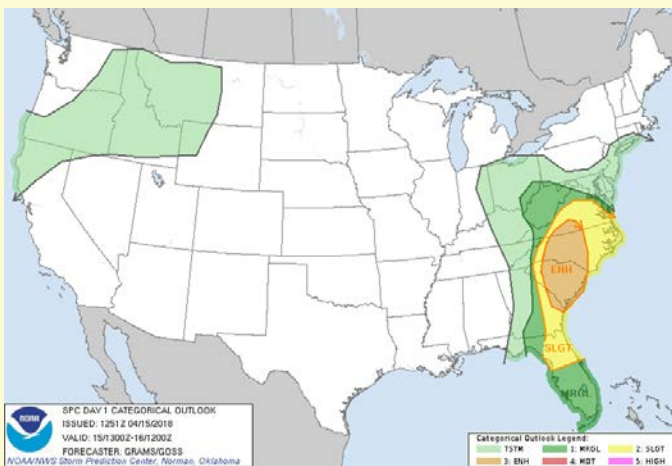 ENH
SLGT
MRGL
NOAA
SPC DAY 1 CATEGORICAL OUTLOOK
ISSUED: 1251Z 04/15/2018
VALID: 15/1300Z-16/1200Z
FORECASTER: GRAMS/GOSS
NOAA/NWS Storm Prediction Center, Norman, Oklahoma
Categorical Outlook Legend:
TSTM 1: MRGL 2: SLGT
3: ENH 4: MDT 5: HIGH